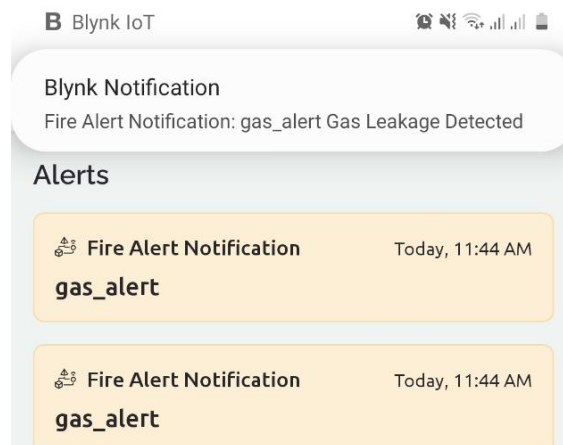 B Blynk IoT
Blynk Notification
Fire Alert Notification: gas_alert Gas Leakage Detected
Alerts
Fire Alert Notification Today, 11:44 AM
gas_alert
Fire Alert Notification Today, 11:44 AM
gas_alert